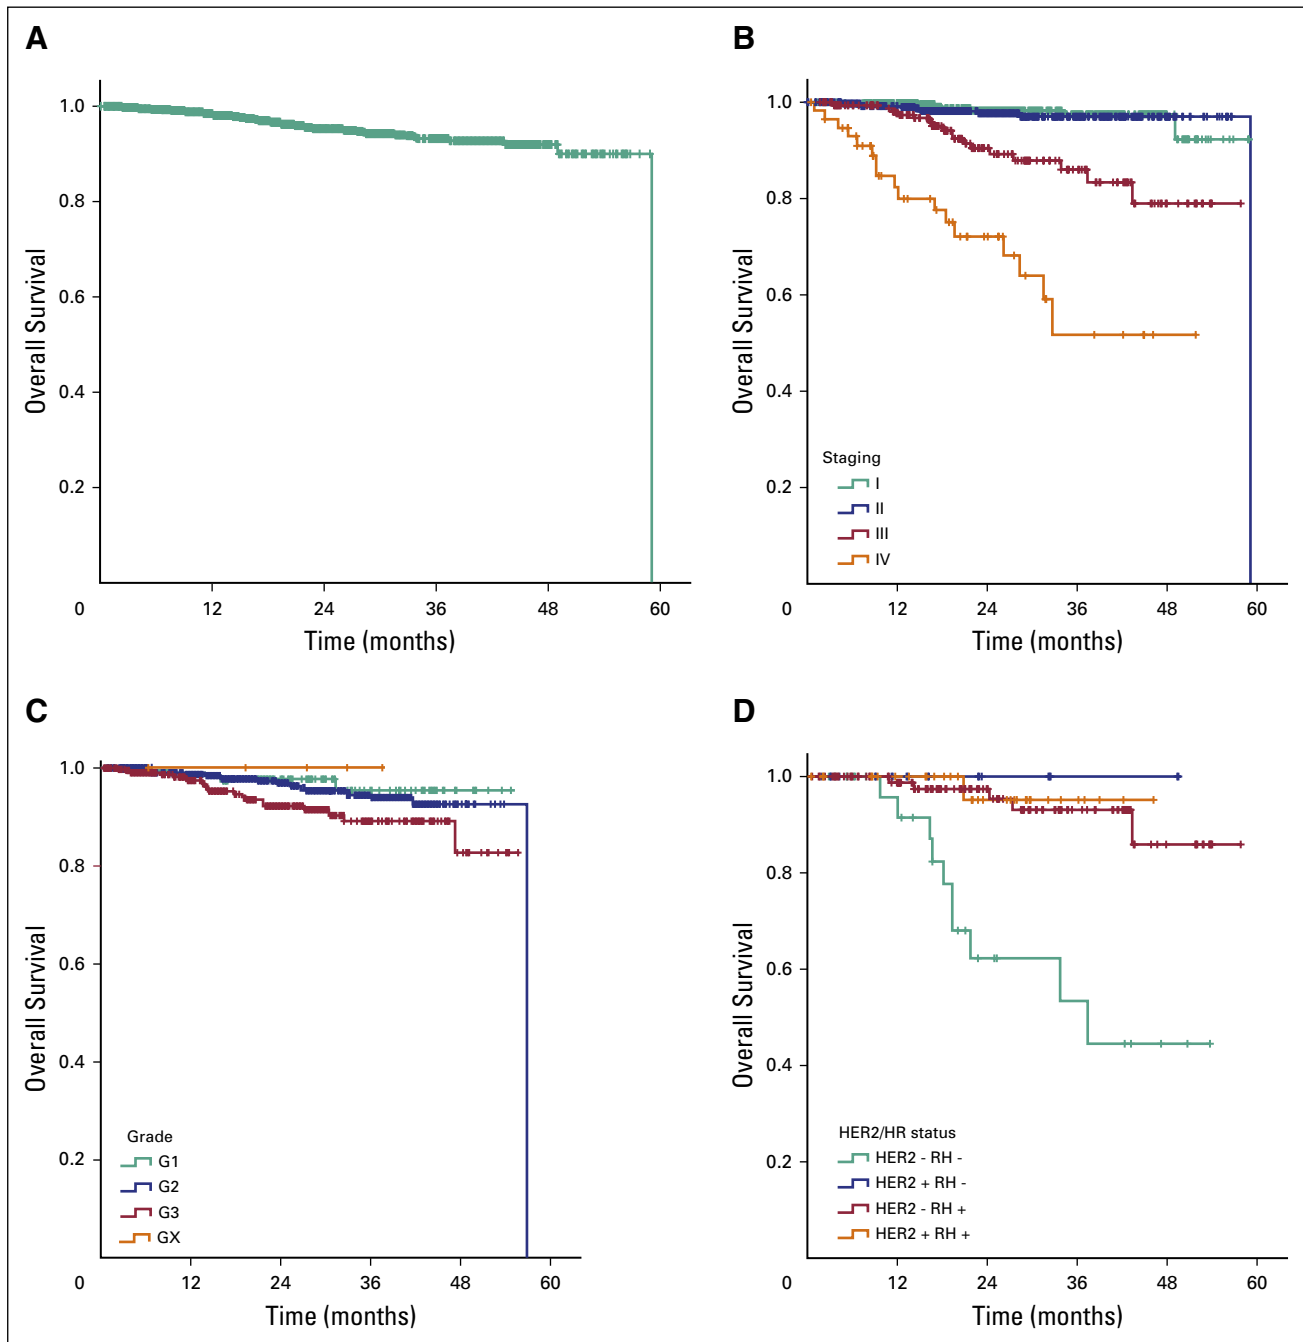 A
1.0
0.8
0.6
0.4
0.2
0
12
24
36
48
60
Overall Survival
Time (months)
B
1.0
0.8
0.6
0.4
0.2
0
12
24
36
48
60
Overall Survival
Time (months)
Staging
I
II
III
IV
C
1.0
0.8
0.6
0.4
0.2
0
12
24
36
48
60
Overall Survival
Time (months)
Grade
G1
G2
G3
GX
D
1.0
0.8
0.6
0.4
0.2
0
12
24
36
48
60
Overall Survival
Time (months)
HER2/HR status
HER2 - RH -
HER2 + RH -
HER2 - RH +
HER2 + RH +